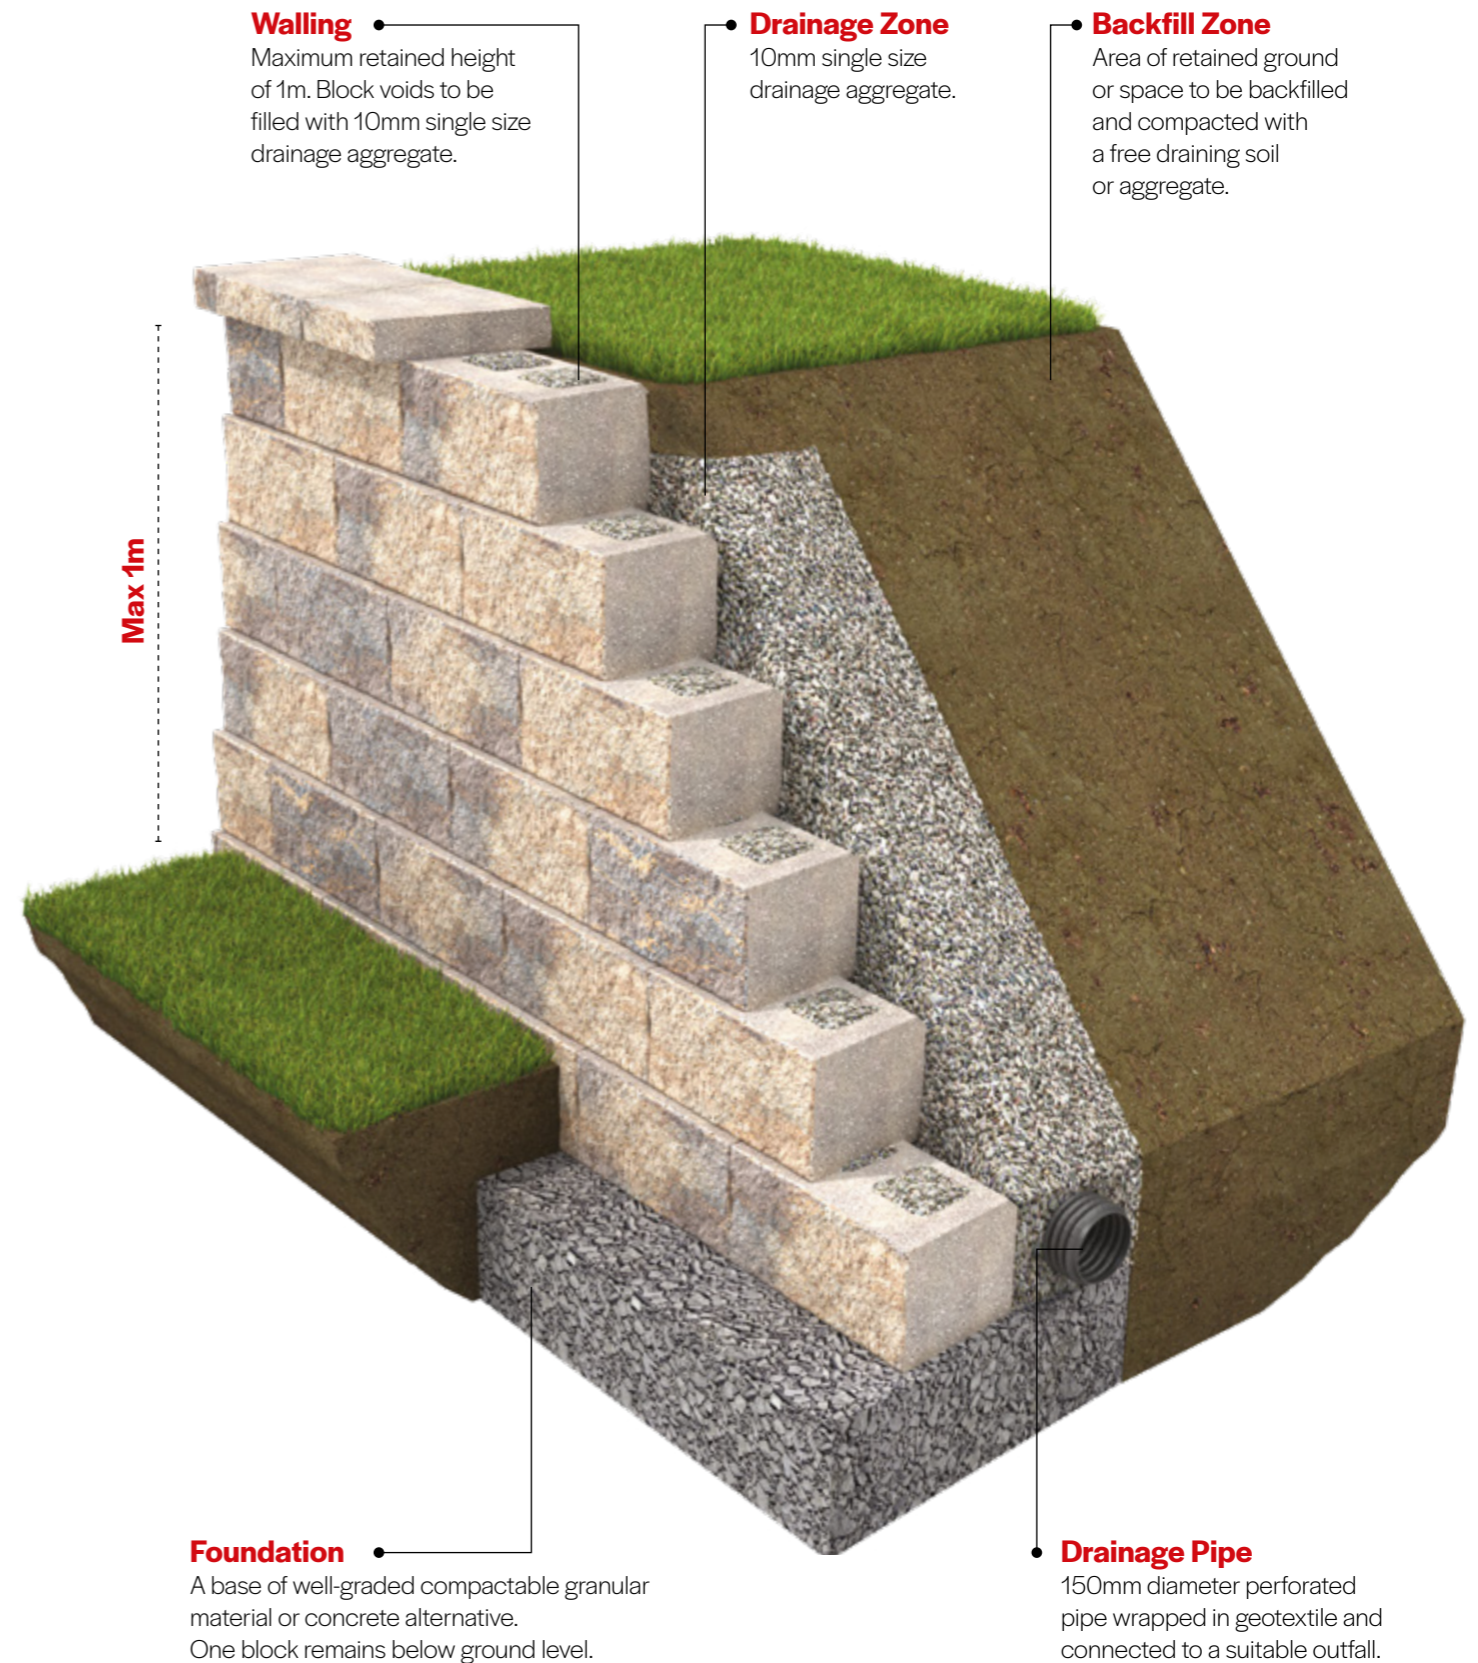 Walling
Maximum retained height
of 1m. Block voids to be
filled with 10mm single size
drainage aggregate.
Drainage Zone
10mm single size
drainage aggregate.
Backfill Zone
Area of retained ground
or space to be backfilled
and compacted with
a free draining soil
or aggregate.
Max 1m
Foundation
A base of well-graded compactable granular
material or concrete alternative.
One block remains below ground level.
Drainage Pipe
150mm diameter perforated
pipe wrapped in geotextile and
connected to a suitable outfall.